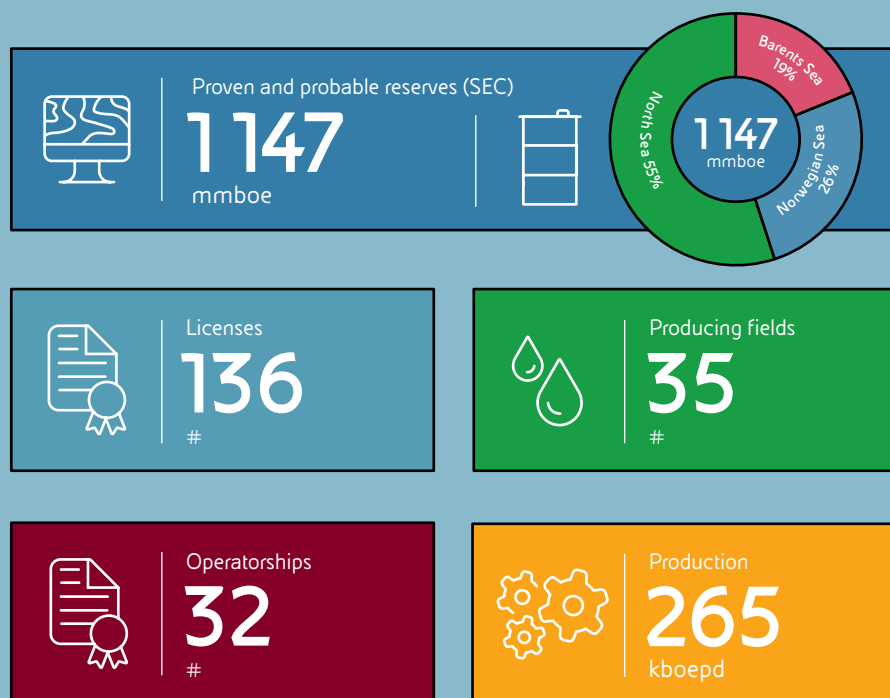 Proven and probable reserves (SEC)
1 147
mmboe
Barents Sea
19%
Norwegian Sea
26%
North Sea 55%
1 147
mmboe
Licenses
136
#
Producing fields
35
#
Operatorships
32
#
Production
265
kboepd